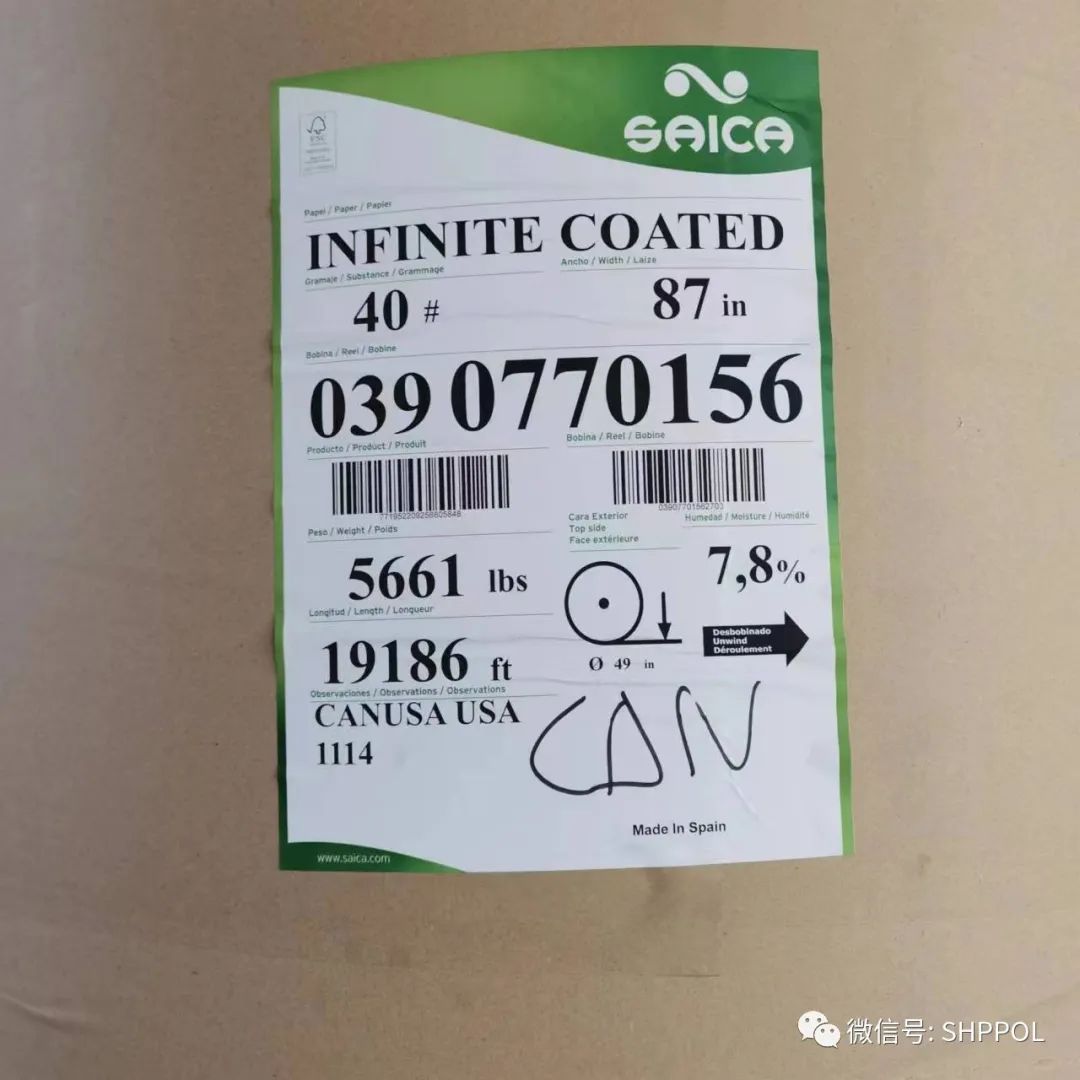 SAICA
FSC
Papel / Paper / Papier
INFINITE COATED
Gramaje / Substance / Grammage
Ancho / Width / Laize
40 #
87 in
Bobina / Reel / Bobine
039 0770156
Producto / Product / Produit
Bobina / Reel / Bobine
03907701562703
Peso / Weight / Poids
Cara Exterior
Top side
Face extérieure
Humedad / Moisture / Humidité
5661 lbs
7,8%
Longitud / Length / Longueur
19186 ft
Ø 49 in
Desbobinado
Unwind
Déroulement
Observaciones / Observations / Observations
CANUSA USA
1114
CAN
Made In Spain
www.saica.com
微信号: SHPPOL